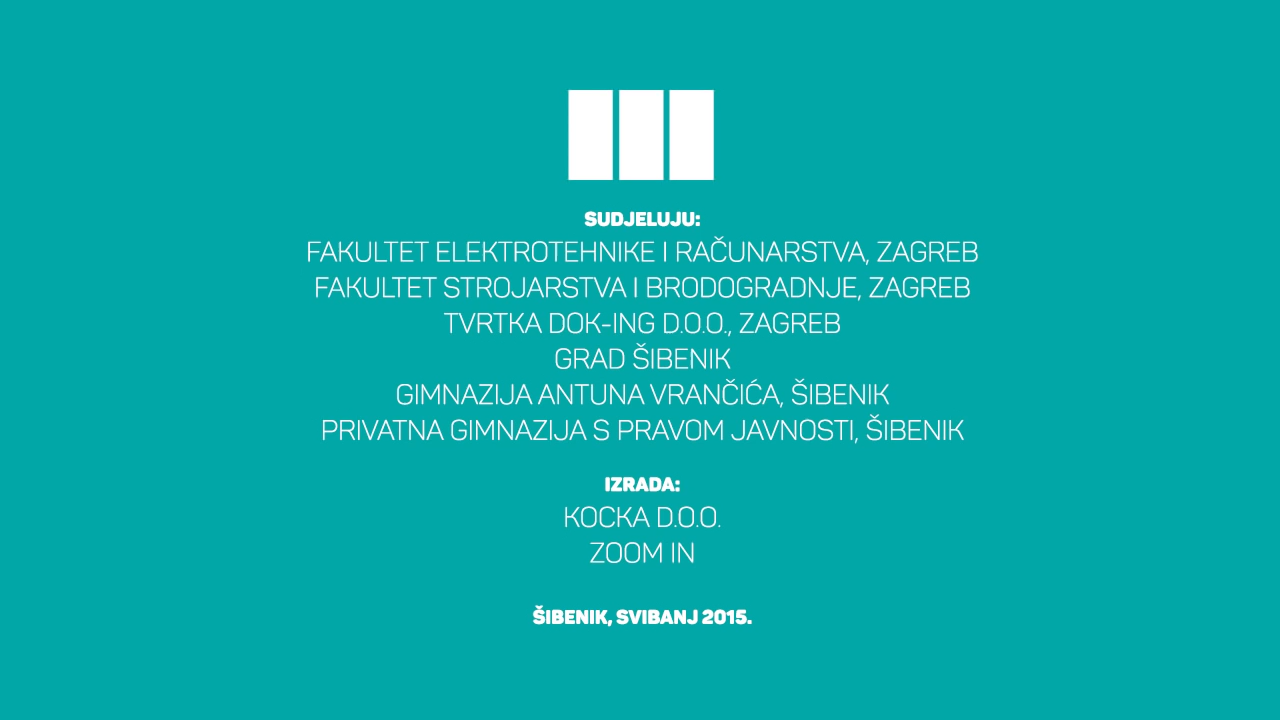 SUDJELUJU:
FAKULTET ELEKTROTEHNIKE I RAČUNARSTVA, ZAGREB
FAKULTET STROJARSTVA I BRODOGRADNJE, ZAGREB
TVRTKA DOK-ING D.O.O., ZAGREB
GRAD ŠIBENIK
GIMNAZIJA ANTUNA VRANČIĆA, ŠIBENIK
PRIVATNA GIMNAZIJA S PRAVOM JAVNOSTI, ŠIBENIK
IZRADA:
KOCKA D.O.O.
ZOOM IN
ŠIBENIK, SVIBANJ 2015.